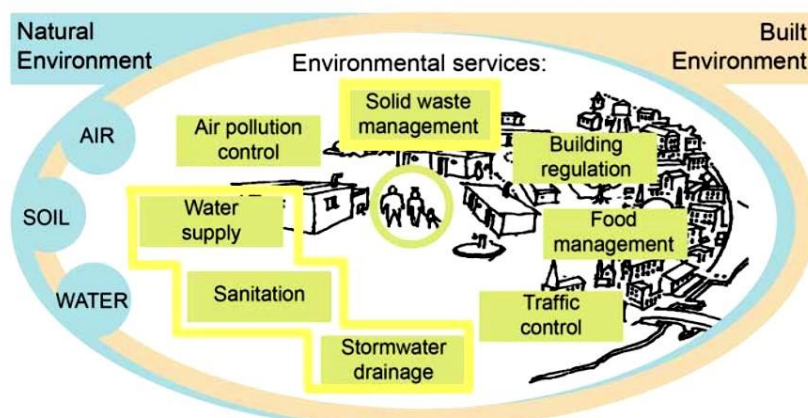 Natural
Environment
Built
Environment
Environmental services:
AIR
SOIL
WATER
Solid waste
management
Air pollution
control
Building
regulation
Water
supply
Food
management
Sanitation
Traffic
control
Stormwater
drainage